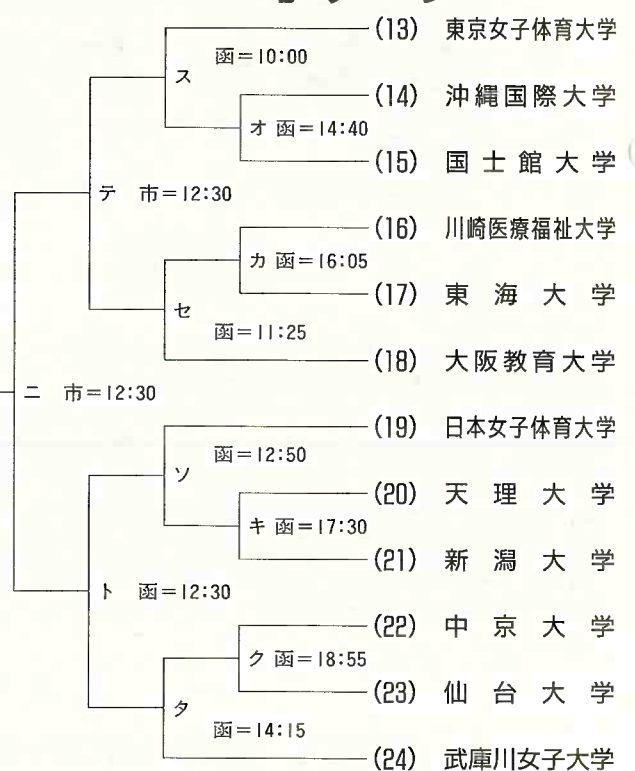 (13) 東京女子体育大学
函=10:00
ス
(14) 沖縄国際大学
オ 函=14:40
(15) 国士館大学
テ 市=12:30
(16) 川崎医療福祉大学
カ 函=16:05
(17) 東海大学
セ
函=11:25
(18) 大阪教育大学
ニ 市=12:30
(19) 日本女子体育大学
函=12:50
ソ
(20) 天理大学
キ 函=17:30
(21) 新潟大学
ト 函=12:30
(22) 中京大学
ク 函=18:55
(23) 仙台大学
タ
函=14:15
(24) 武庫川女子大学